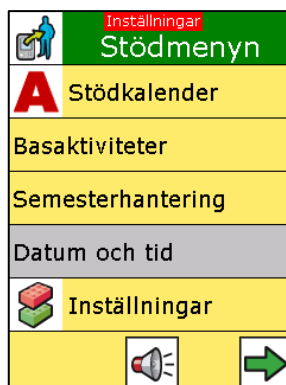 Inställningar
Stödmenyn
A Stödkalender
Basaktiviteter
Semesterhantering
Datum och tid
Inställningar